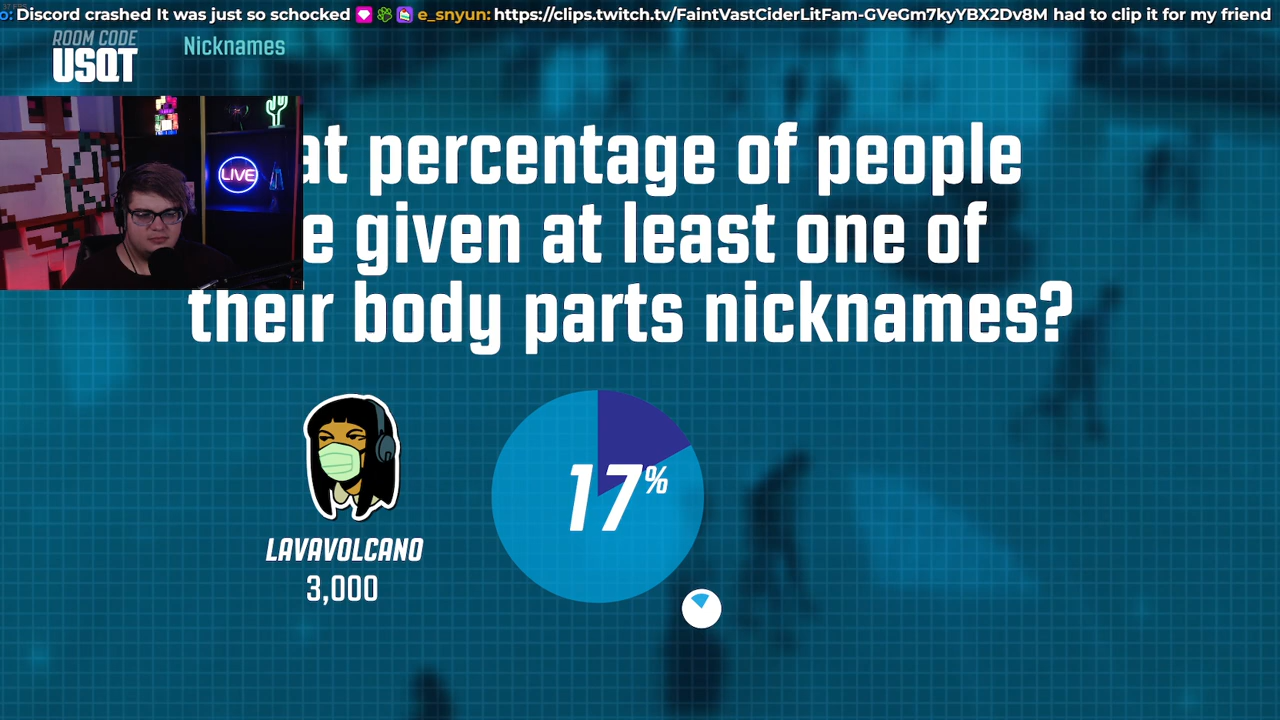 o: Discord crashed It was just so schocked e_snyun: https://clips.twitch.tv/FaintVastCiderLitFam-GVeGm7kyYBX2Dv8M had to clip it for my friend
ROOM CODE
USQT
Nicknames
LIVE
at percentage of people
e given at least one of
their body parts nicknames?
17%
LAVAVOLCANO
3,000